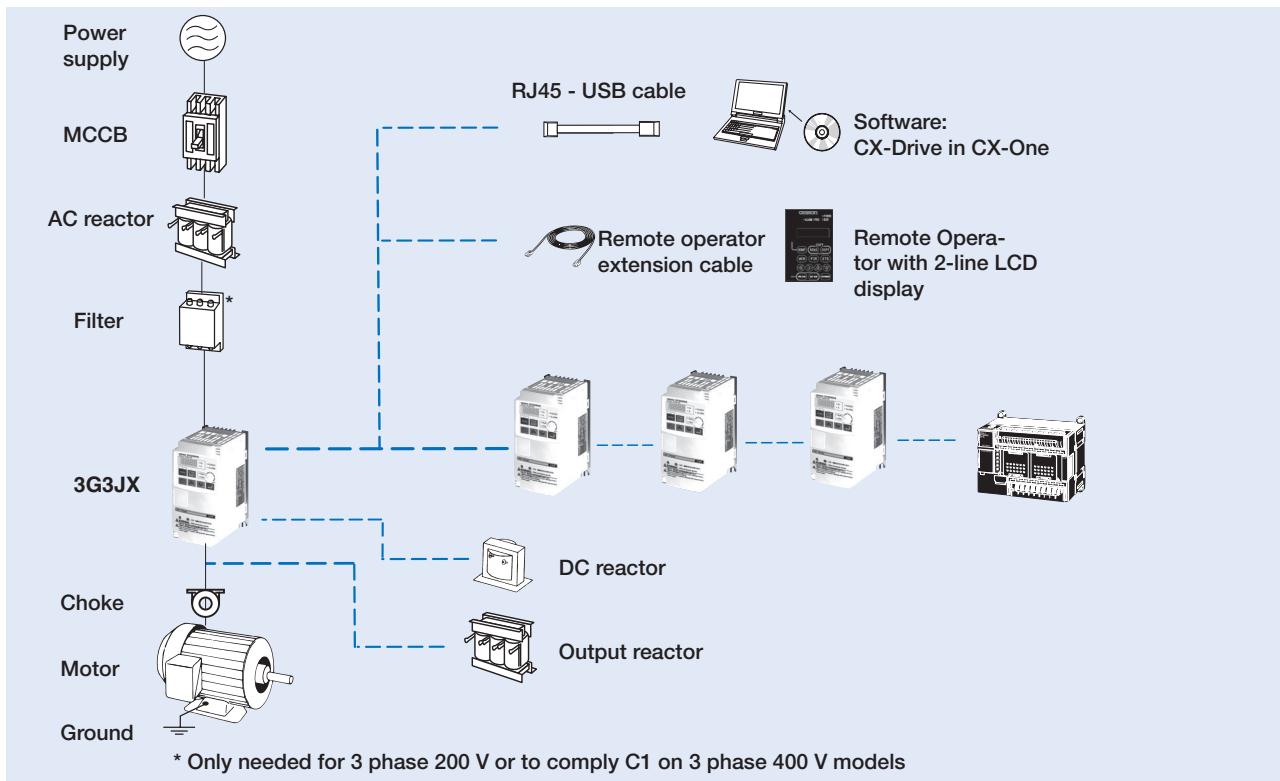 Power
supply
RJ45 - USB cable
MCCB
Software:
CX-Drive in CX-One
AC reactor
Remote operator
extension cable
OMRON
Remote Opera-
tor with 2-line LCD
display
*
Filter
3G3JX
DC reactor
Choke
Output reactor
Motor
Ground
* Only needed for 3 phase 200 V or to comply C1 on 3 phase 400 V models